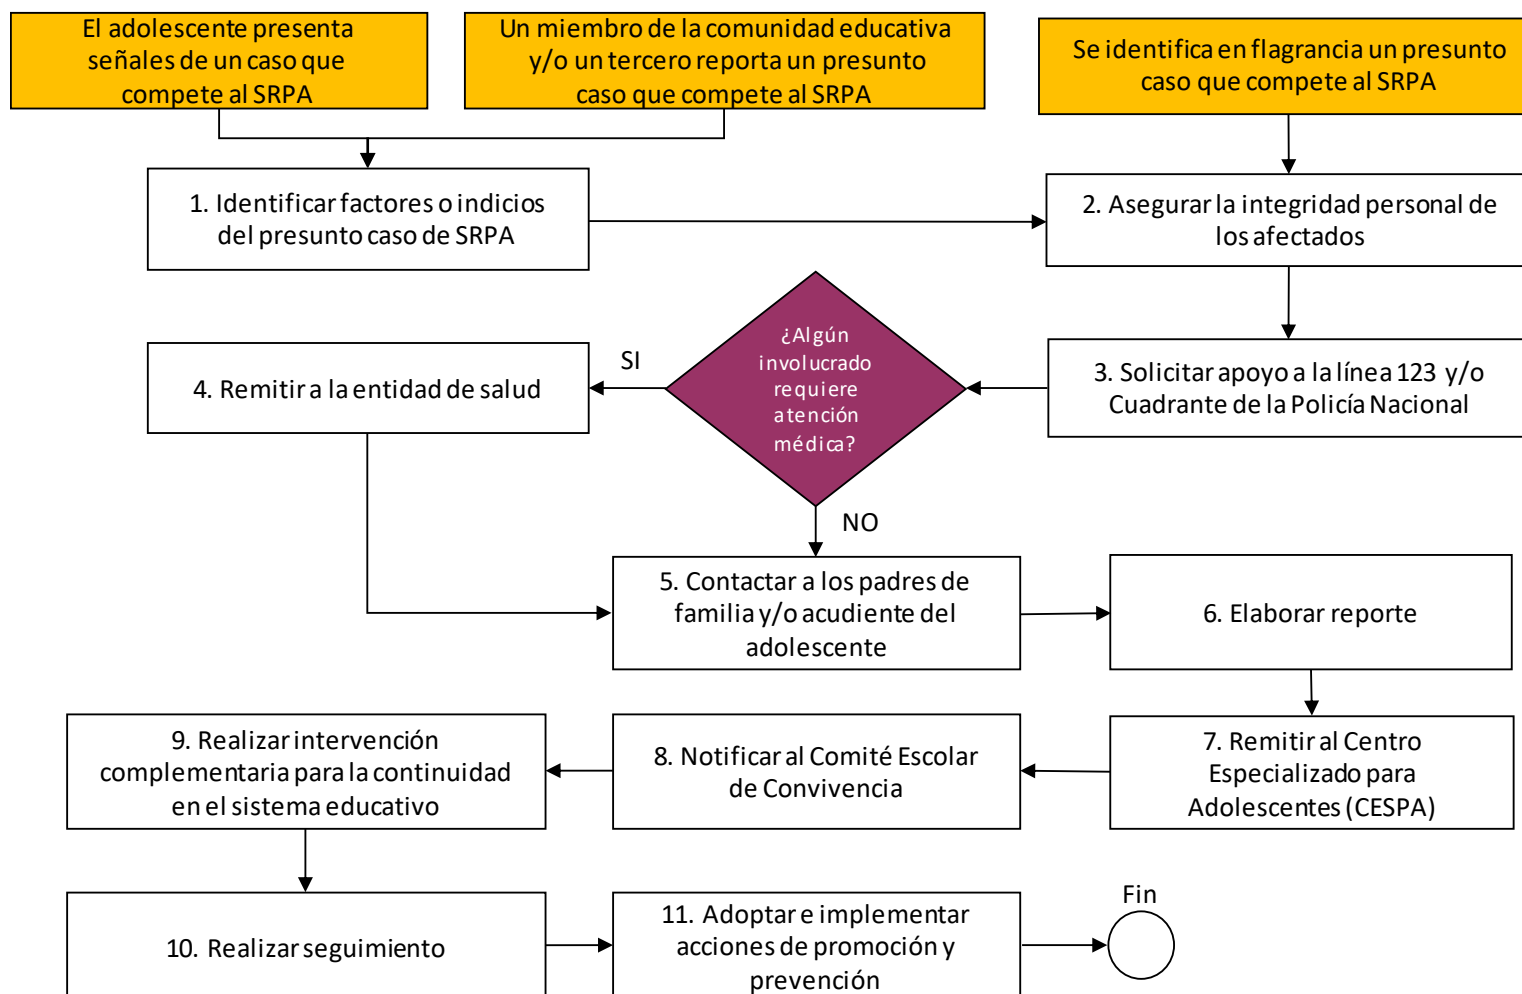 El adolescente presenta
señales de un caso que
compete al SRPA
Un miembro de la comunidad educativa
y/o un tercero reporta un presunto
caso que compete al SRPA
Se identifica en flagrancia un presunto
caso que compete al SRPA
1. Identificar factores o indicios
del presunto caso de SRPA
2. Asegurar la integridad personal de
los afectados
¿Algún
involucrado
requiere
atención
médica?
SI
4. Remitir a la entidad de salud
3. Solicitar apoyo a la línea 123 y/o
Cuadrante de la Policía Nacional
NO
5. Contactar a los padres de
familia y/o acudiente del
adolescente
6. Elaborar reporte
9. Realizar intervención
complementaria para la continuidad
en el sistema educativo
8. Notificar al Comité Escolar
de Convivencia
7. Remitir al Centro
Especializado para
Adolescentes (CESPA)
10. Realizar seguimiento
11. Adoptar e implementar
acciones de promoción y
prevención
Fin